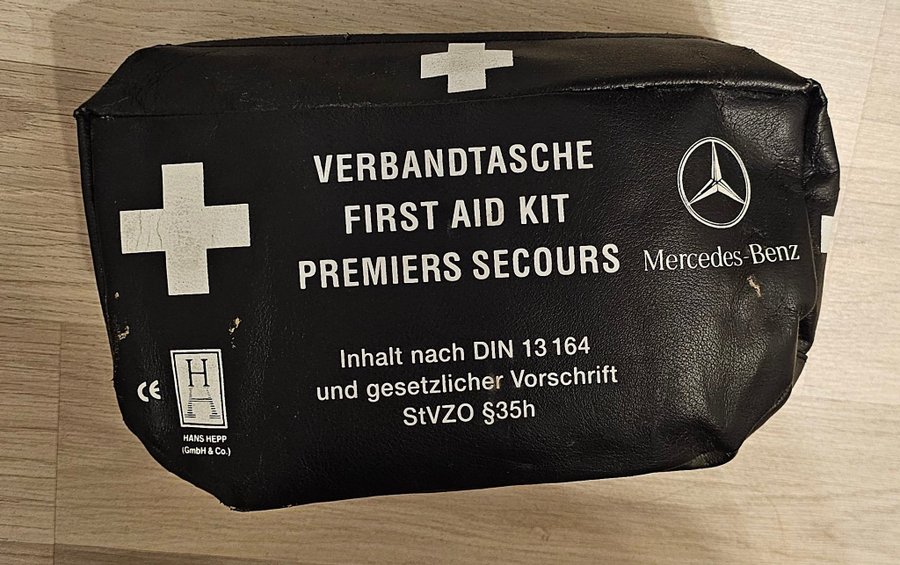 VERBANDTASCHE
FIRST AID KIT
PREMIERS SECOURS
Mercedes-Benz
Inhalt nach DIN 13 164
und gesetzlicher Vorschrift
StVZO §35h
CE
H
HANS HEPP
(GmbH & Co.)